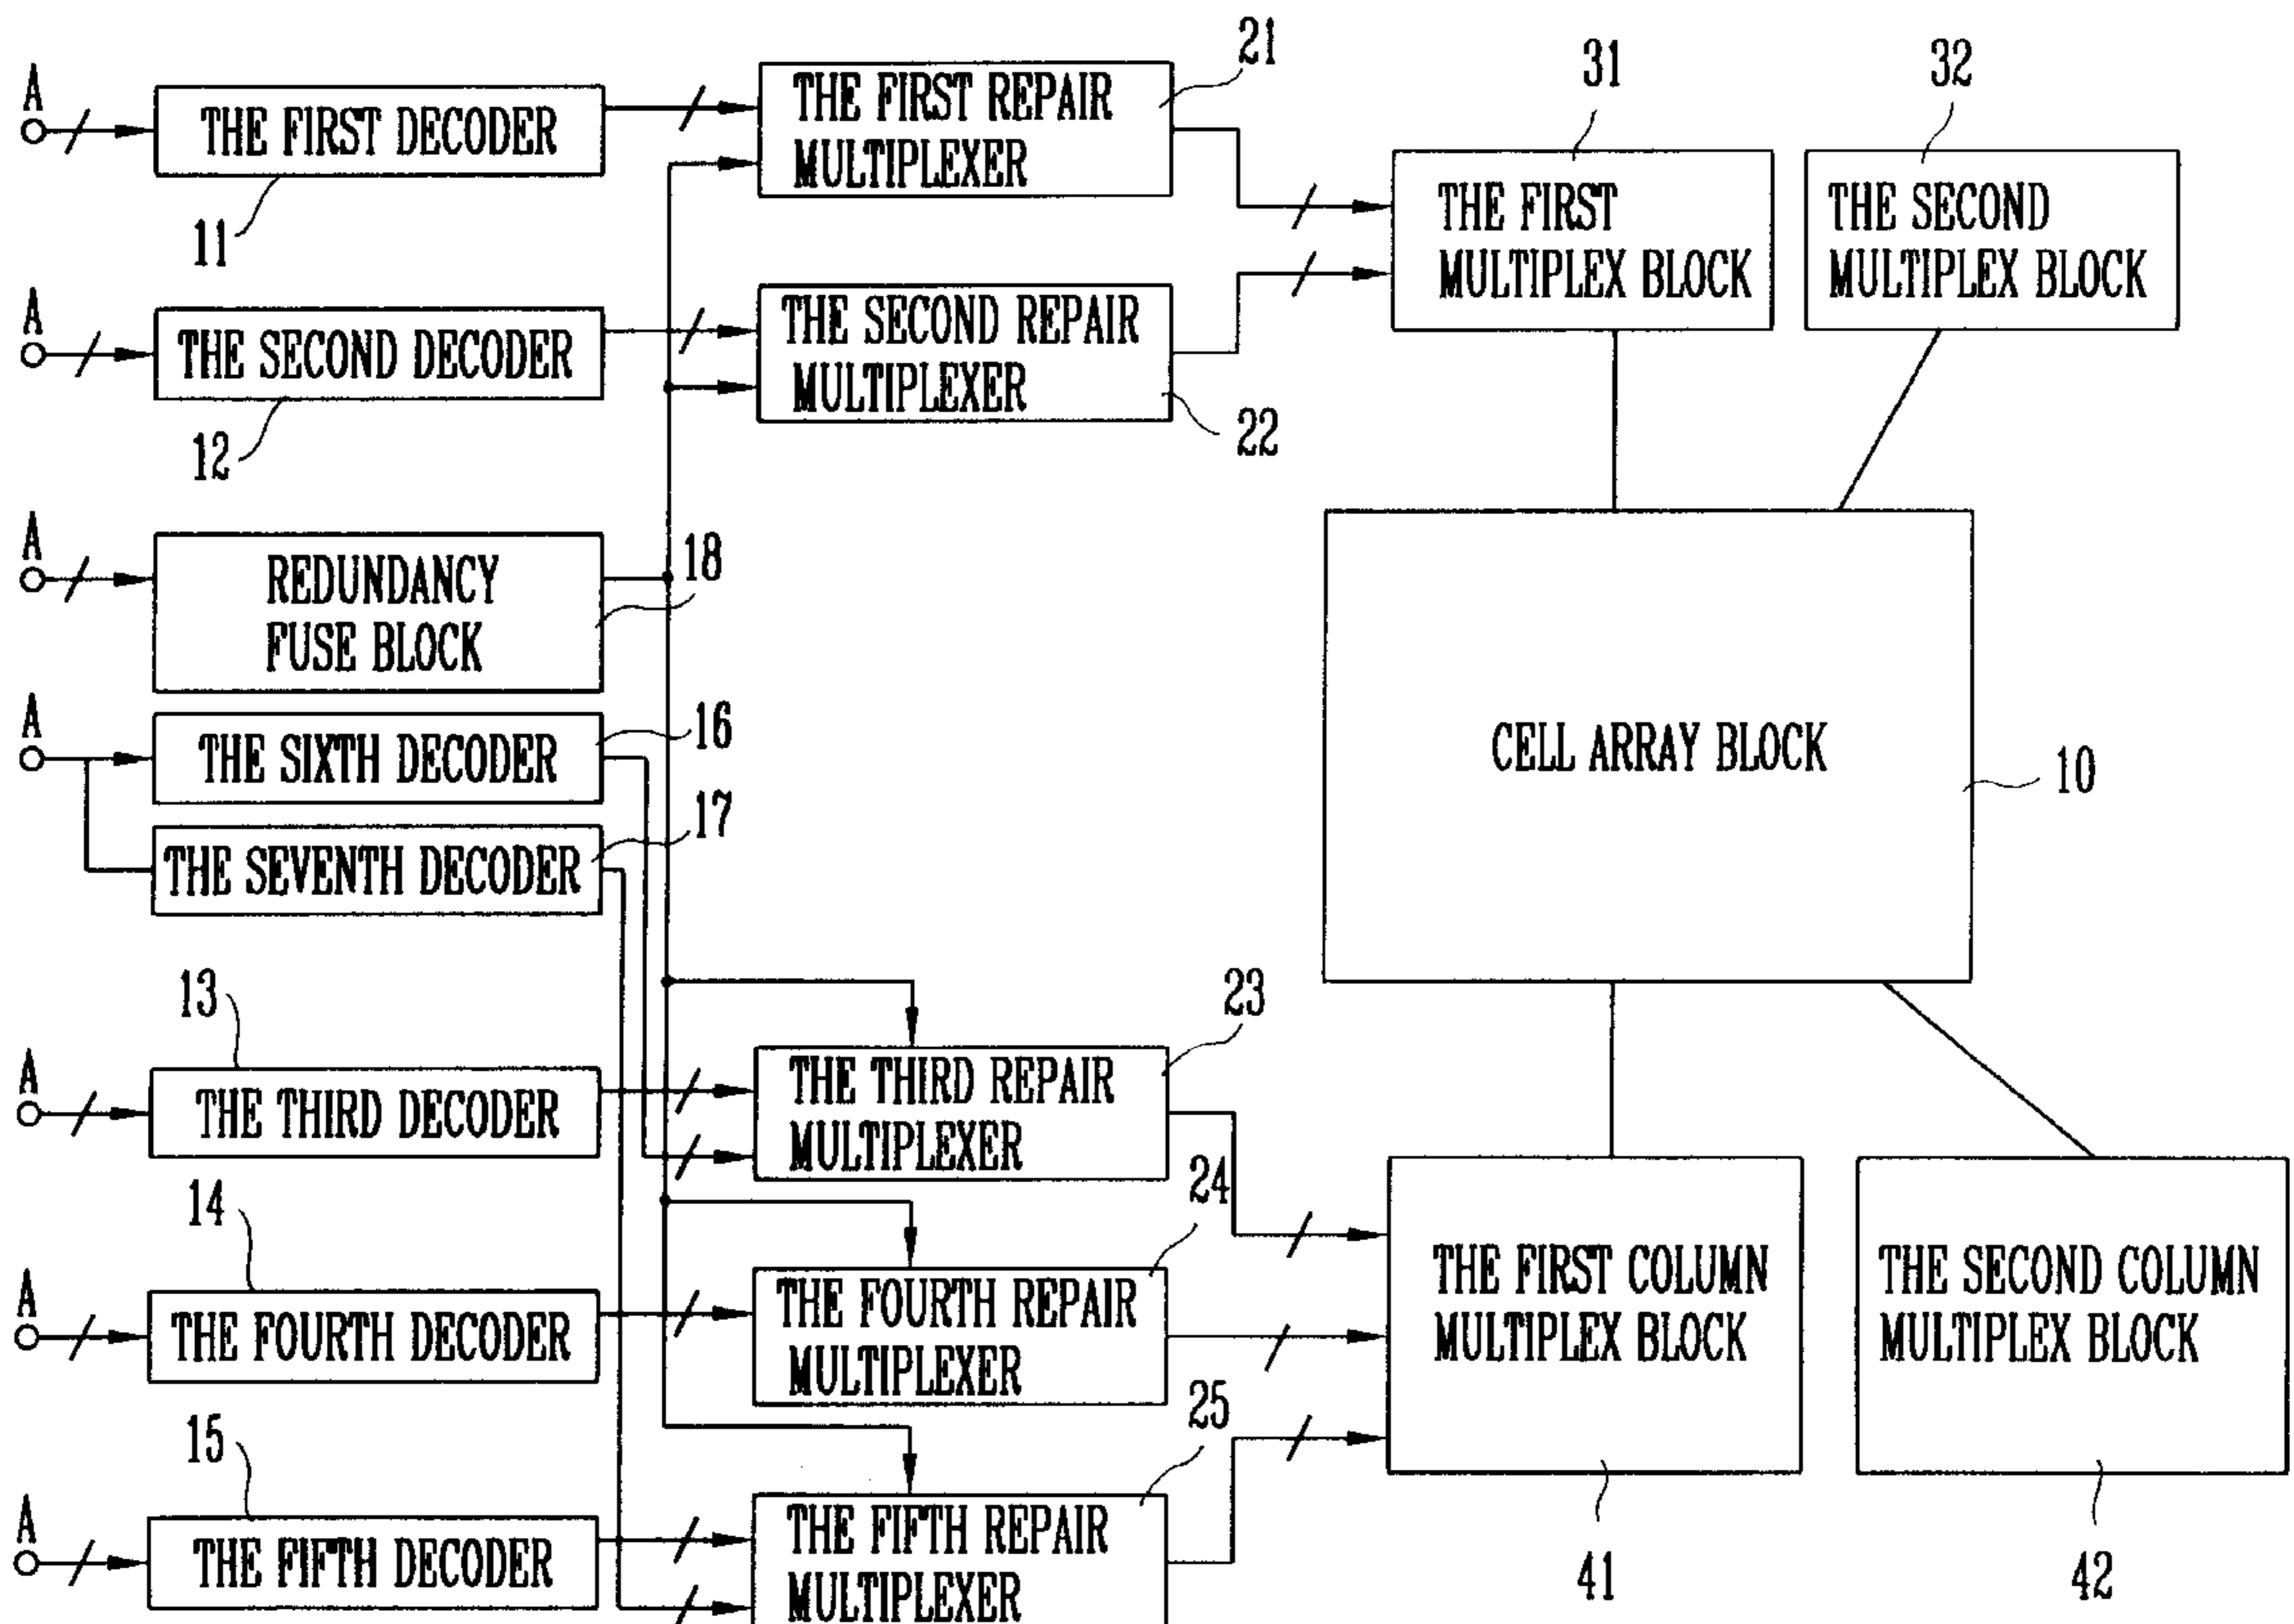 A
THE FIRST DECODER
11
THE FIRST REPAIR
MULTIPLEXER
21
31
THE FIRST
MULTIPLEX BLOCK
32
THE SECOND
MULTIPLEX BLOCK
A
THE SECOND DECODER
12
THE SECOND REPAIR
MULTIPLEXER
22
A
REDUNDANCY
FUSE BLOCK
18
A
THE SIXTH DECODER
16
THE SEVENTH DECODER
17
CELL ARRAY BLOCK
10
13
A
THE THIRD DECODER
THE THIRD REPAIR
MULTIPLEXER
23
14
A
THE FOURTH DECODER
THE FOURTH REPAIR
MULTIPLEXER
24
THE FIRST COLUMN
MULTIPLEX BLOCK
41
THE SECOND COLUMN
MULTIPLEX BLOCK
42
15
A
THE FIFTH DECODER
THE FIFTH REPAIR
MULTIPLEXER
25